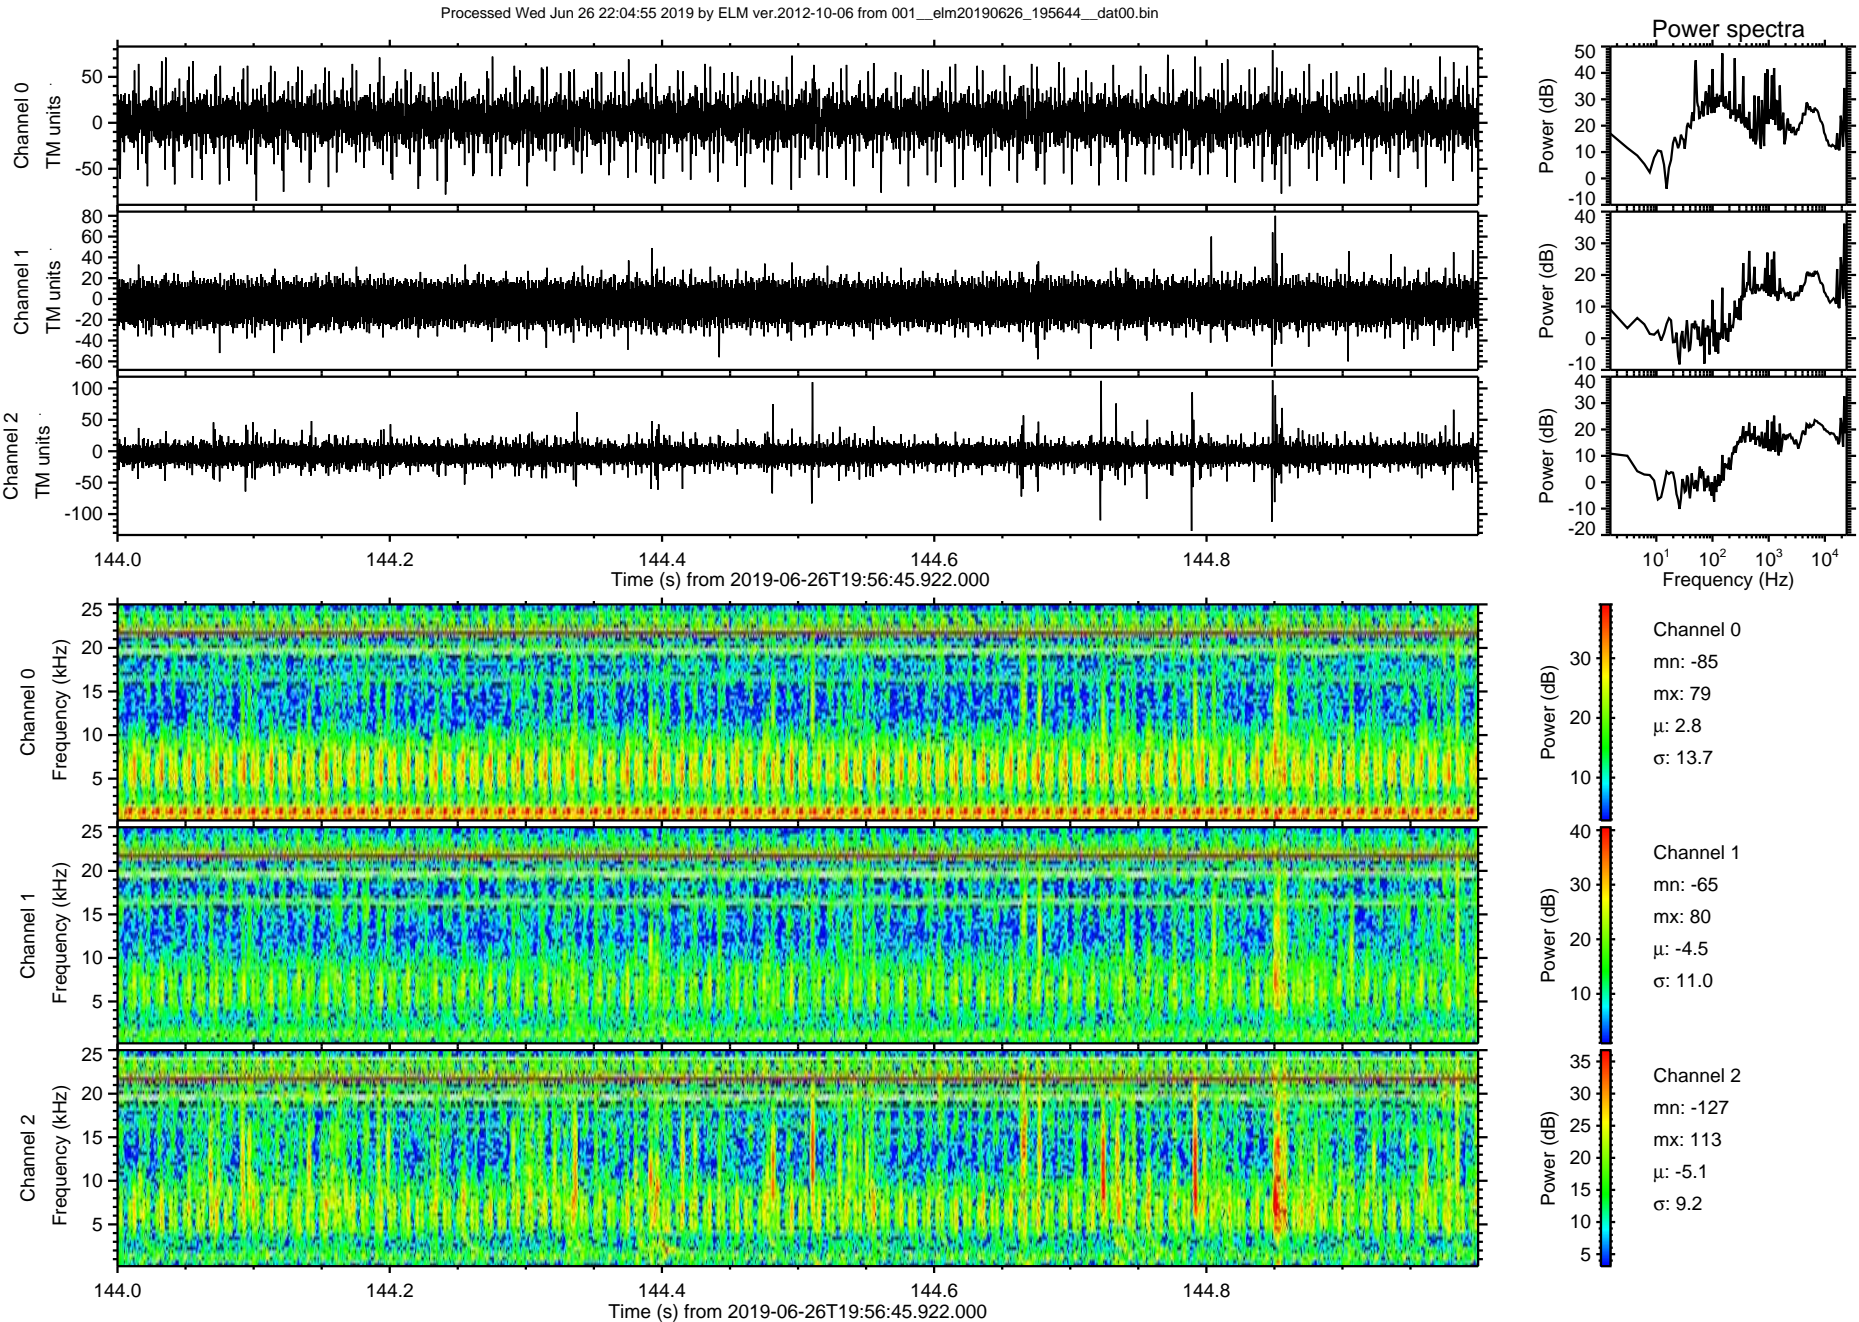 Processed Wed Jun 26 22:04:55 2019 by ELM ver.2012-10-06 from 001__elm20190626_195644__dat00.bin
Power spectra
Channel 0
TM units
50
0
-50
Power (dB)
50
40
30
20
10
0
-10
Channel 1
TM units
80
60
40
20
0
-20
-40
-60
Power (dB)
40
30
20
10
0
-10
Channel 2
TM units
100
50
0
-50
-100
Power (dB)
40
30
20
10
0
-10
-20
144.0 144.2 144.4 144.6 144.8
Time (s) from 2019-06-26T19:56:45.922.000
10^1 10^2 10^3 10^4
Frequency (Hz)
Channel 0
Frequency (kHz)
25
20
15
10
5
Power (dB)
30
20
10
Channel 0
mn: -85
mx: 79
μ: 2.8
σ: 13.7
Channel 1
Frequency (kHz)
25
20
15
10
5
Power (dB)
40
30
20
10
Channel 1
mn: -65
mx: 80
μ: -4.5
σ: 11.0
Channel 2
Frequency (kHz)
25
20
15
10
5
Power (dB)
35
30
25
20
15
10
5
Channel 2
mn: -127
mx: 113
μ: -5.1
σ: 9.2
144.0 144.2 144.4 144.6 144.8
Time (s) from 2019-06-26T19:56:45.922.000